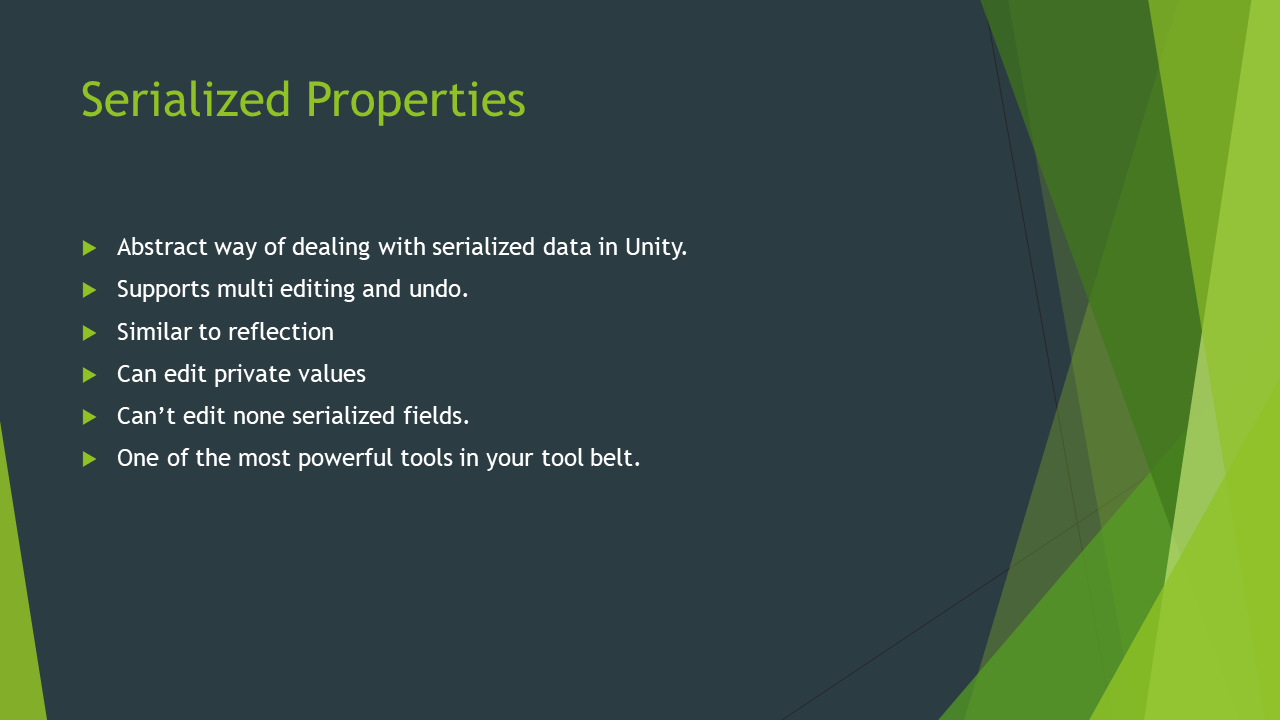 Serialized Properties
Abstract way of dealing with serialized data in Unity.
Supports multi editing and undo.
Similar to reflection
Can edit private values
Can’t edit none serialized fields.
One of the most powerful tools in your tool belt.